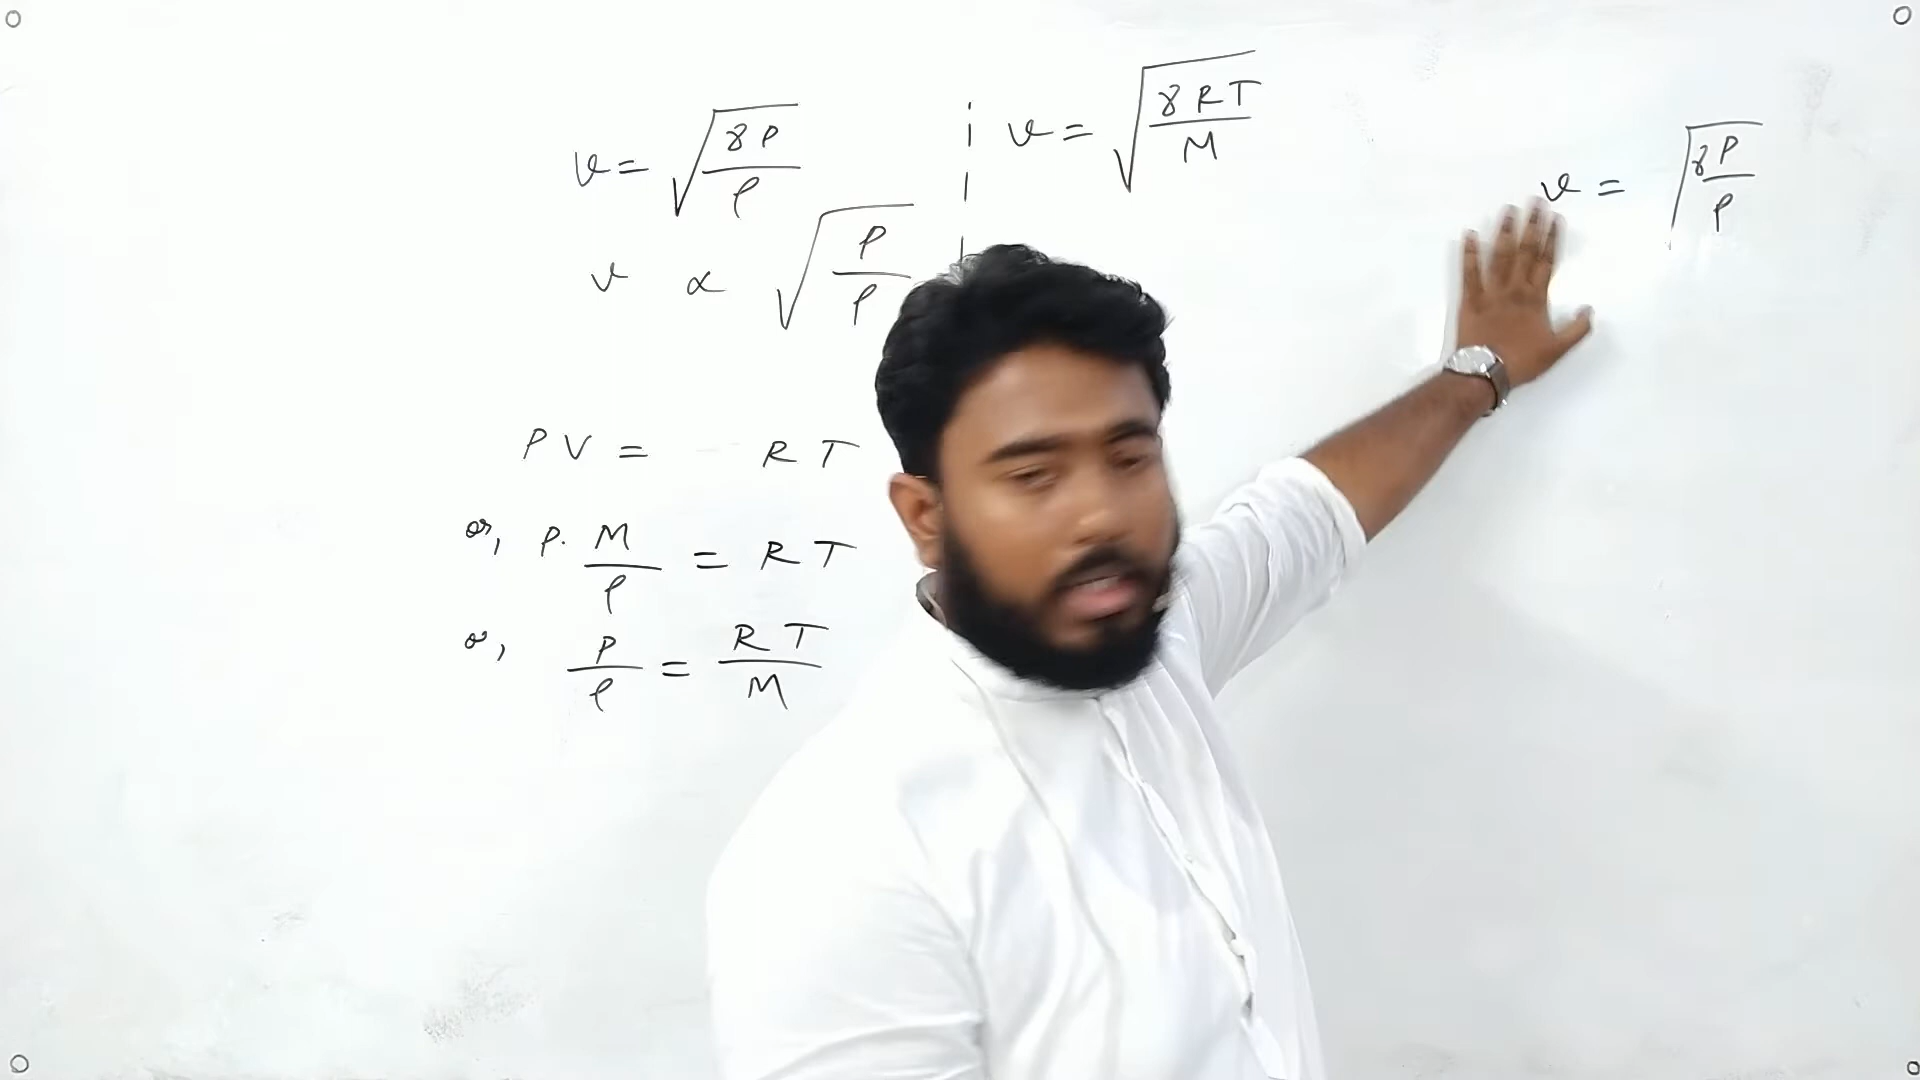 v = √(γP/ρ)
v = √(γRT/M)
v = √(γP/ρ)
v ∝ √(P/ρ)
PV = RT
or, P. M/ρ = RT
or, P/ρ = RT/M